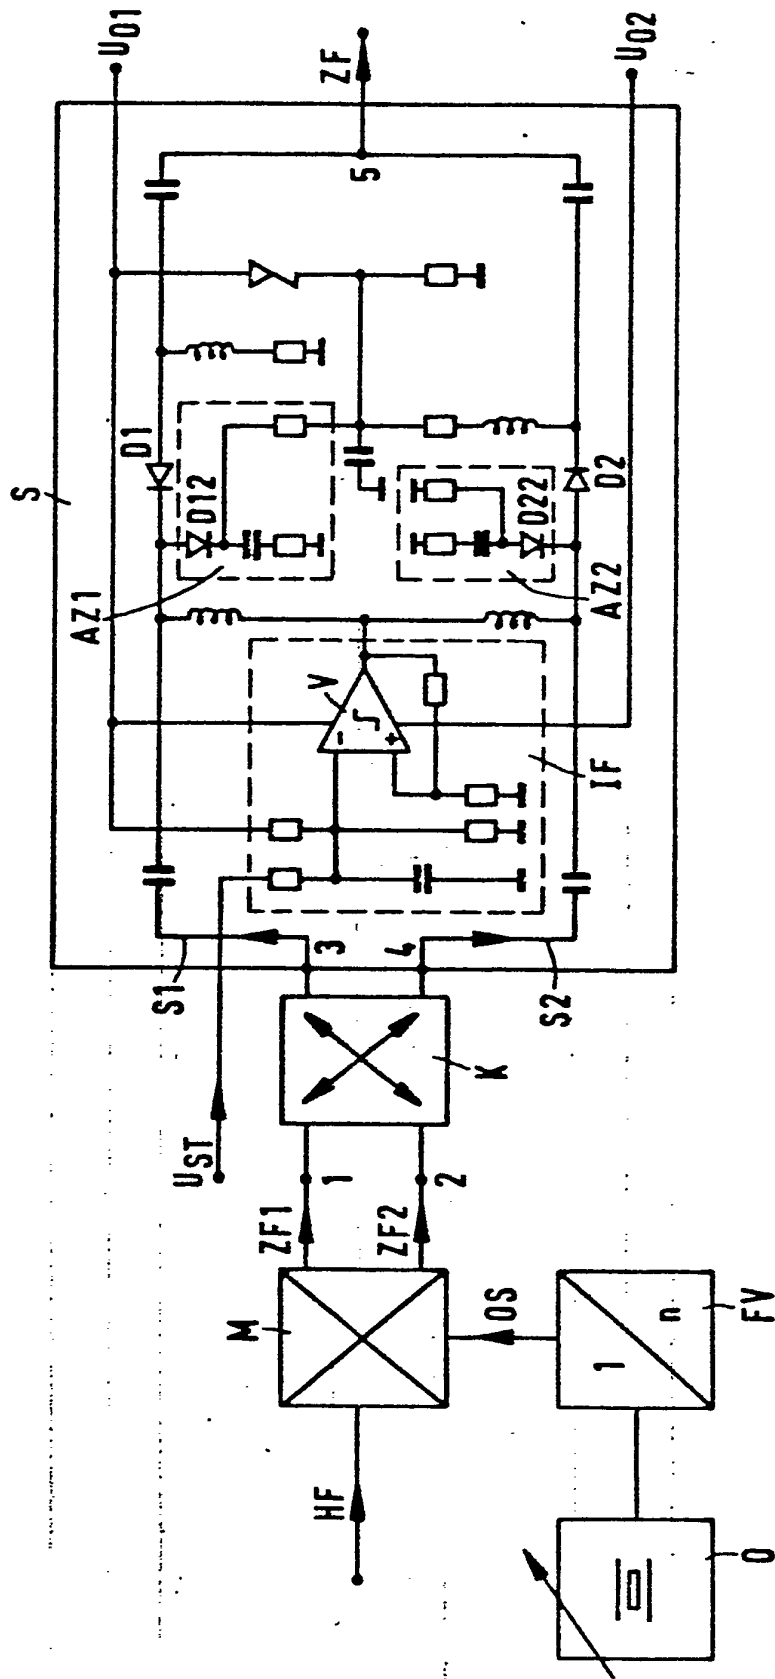 S
U01
ZF
U02
D1
D12
AZ1
5
D2
D22
AZ2
V
-
+
IF
S1
3
4
S2
UST
K
ZF1
1
ZF2
2
M
HF
OS
1
n
FV
O